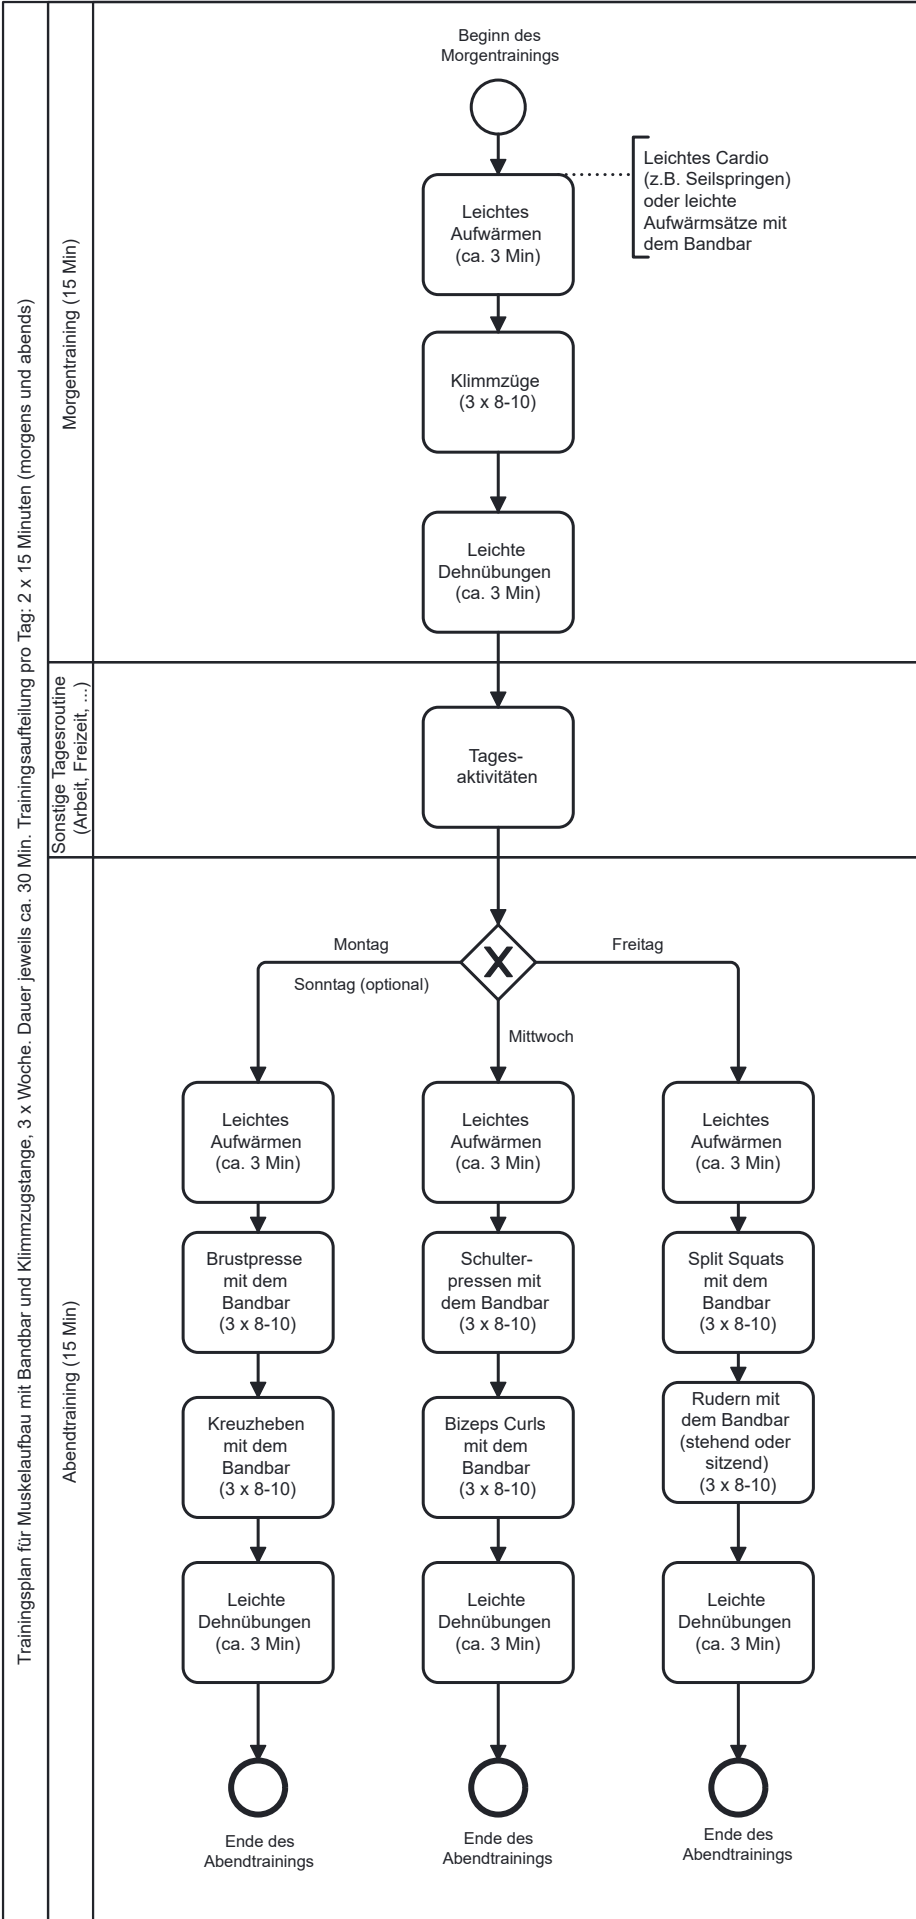 Trainingsplan für Muskelaufbau mit Bandbar und Klimmzugstange, 3 x Woche. Dauer jeweils ca. 30 Min. Trainingsaufteilung pro Tag: 2 x 15 Minuten (morgens und abends)
Morgentraining (15 Min)
Beginn des
Morgentrainings
Leichtes Cardio
(z.B. Seilspringen)
oder leichte
Aufwärmsätze mit
dem Bandbar
Leichtes
Aufwärmen
(ca. 3 Min)
Klimmzüge
(3 x 8-10)
Leichte
Dehnübungen
(ca. 3 Min)
Sonstige Tagesroutine
(Arbeit, Freizeit, ...)
Tages-
aktivitäten
Abendtraining (15 Min)
Montag
Sonntag (optional)
Mittwoch
Freitag
Leichtes
Aufwärmen
(ca. 3 Min)
Brustpresse
mit dem
Bandbar
(3 x 8-10)
Kreuzheben
mit dem
Bandbar
(3 x 8-10)
Leichte
Dehnübungen
(ca. 3 Min)
Ende des
Abendtrainings
Leichtes
Aufwärmen
(ca. 3 Min)
Schulter-
pressen mit
dem Bandbar
(3 x 8-10)
Bizeps Curls
mit dem
Bandbar
(3 x 8-10)
Leichte
Dehnübungen
(ca. 3 Min)
Ende des
Abendtrainings
Leichtes
Aufwärmen
(ca. 3 Min)
Split Squats
mit dem
Bandbar
(3 x 8-10)
Rudern mit
dem Bandbar
(stehend oder
sitzend)
(3 x 8-10)
Leichte
Dehnübungen
(ca. 3 Min)
Ende des
Abendtrainings